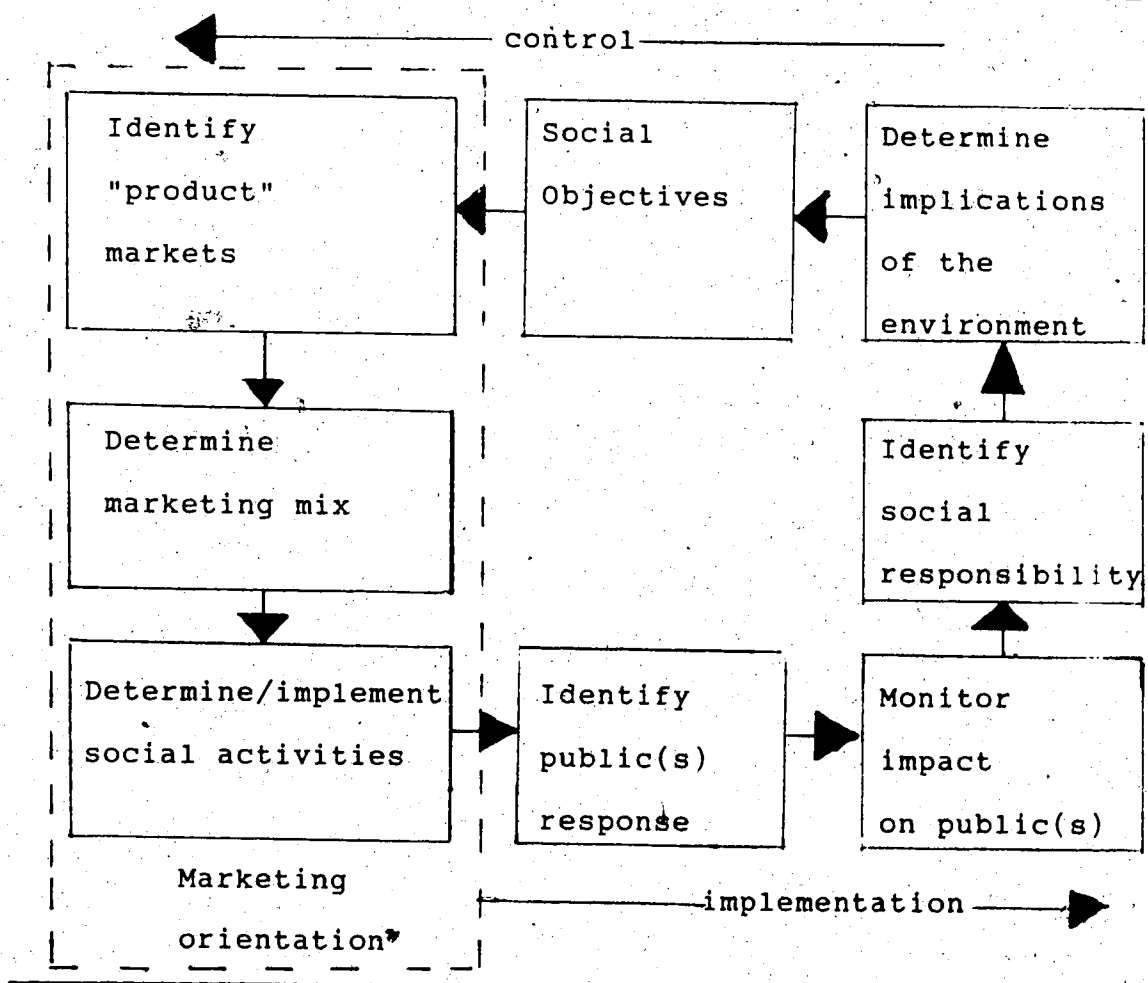 control
Identify
"product"
markets
Social
Objectives
Determine
implications
of the
environment
Determine
marketing mix
Identify
social
responsibility
Determine/implement
social activities
Identify
public(s)
response
Monitor
impact
on public(s)
Marketing
orientation*
implementation